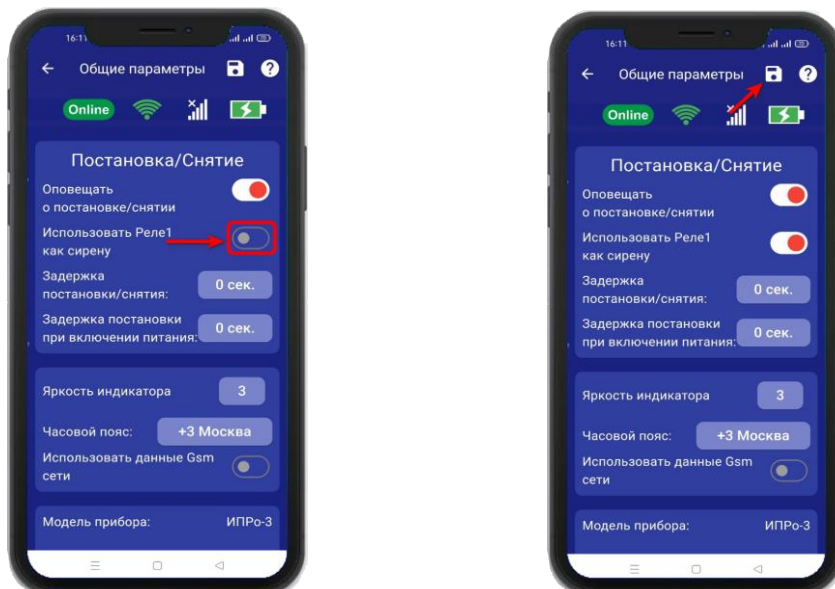 16:11
Общие параметры
Online
Постановка/Снятие
Оповещать
о постановке/снятии
Использовать Реле1
как сирену
Задержка
постановки/снятия:
0 сек.
Задержка постановки
при включении питания:
0 сек.
Яркость индикатора
3
Часовой пояс:
+3 Москва
Использовать данные Gsm
сети
Модель прибора:
ИПРо-3
16:11
Общие параметры
Online
Постановка/Снятие
Оповещать
о постановке/снятии
Использовать Реле1
как сирену
Задержка
постановки/снятия:
0 сек.
Задержка постановки
при включении питания:
0 сек.
Яркость индикатора
3
Часовой пояс:
+3 Москва
Использовать данные Gsm
сети
Модель прибора:
ИПРо-3